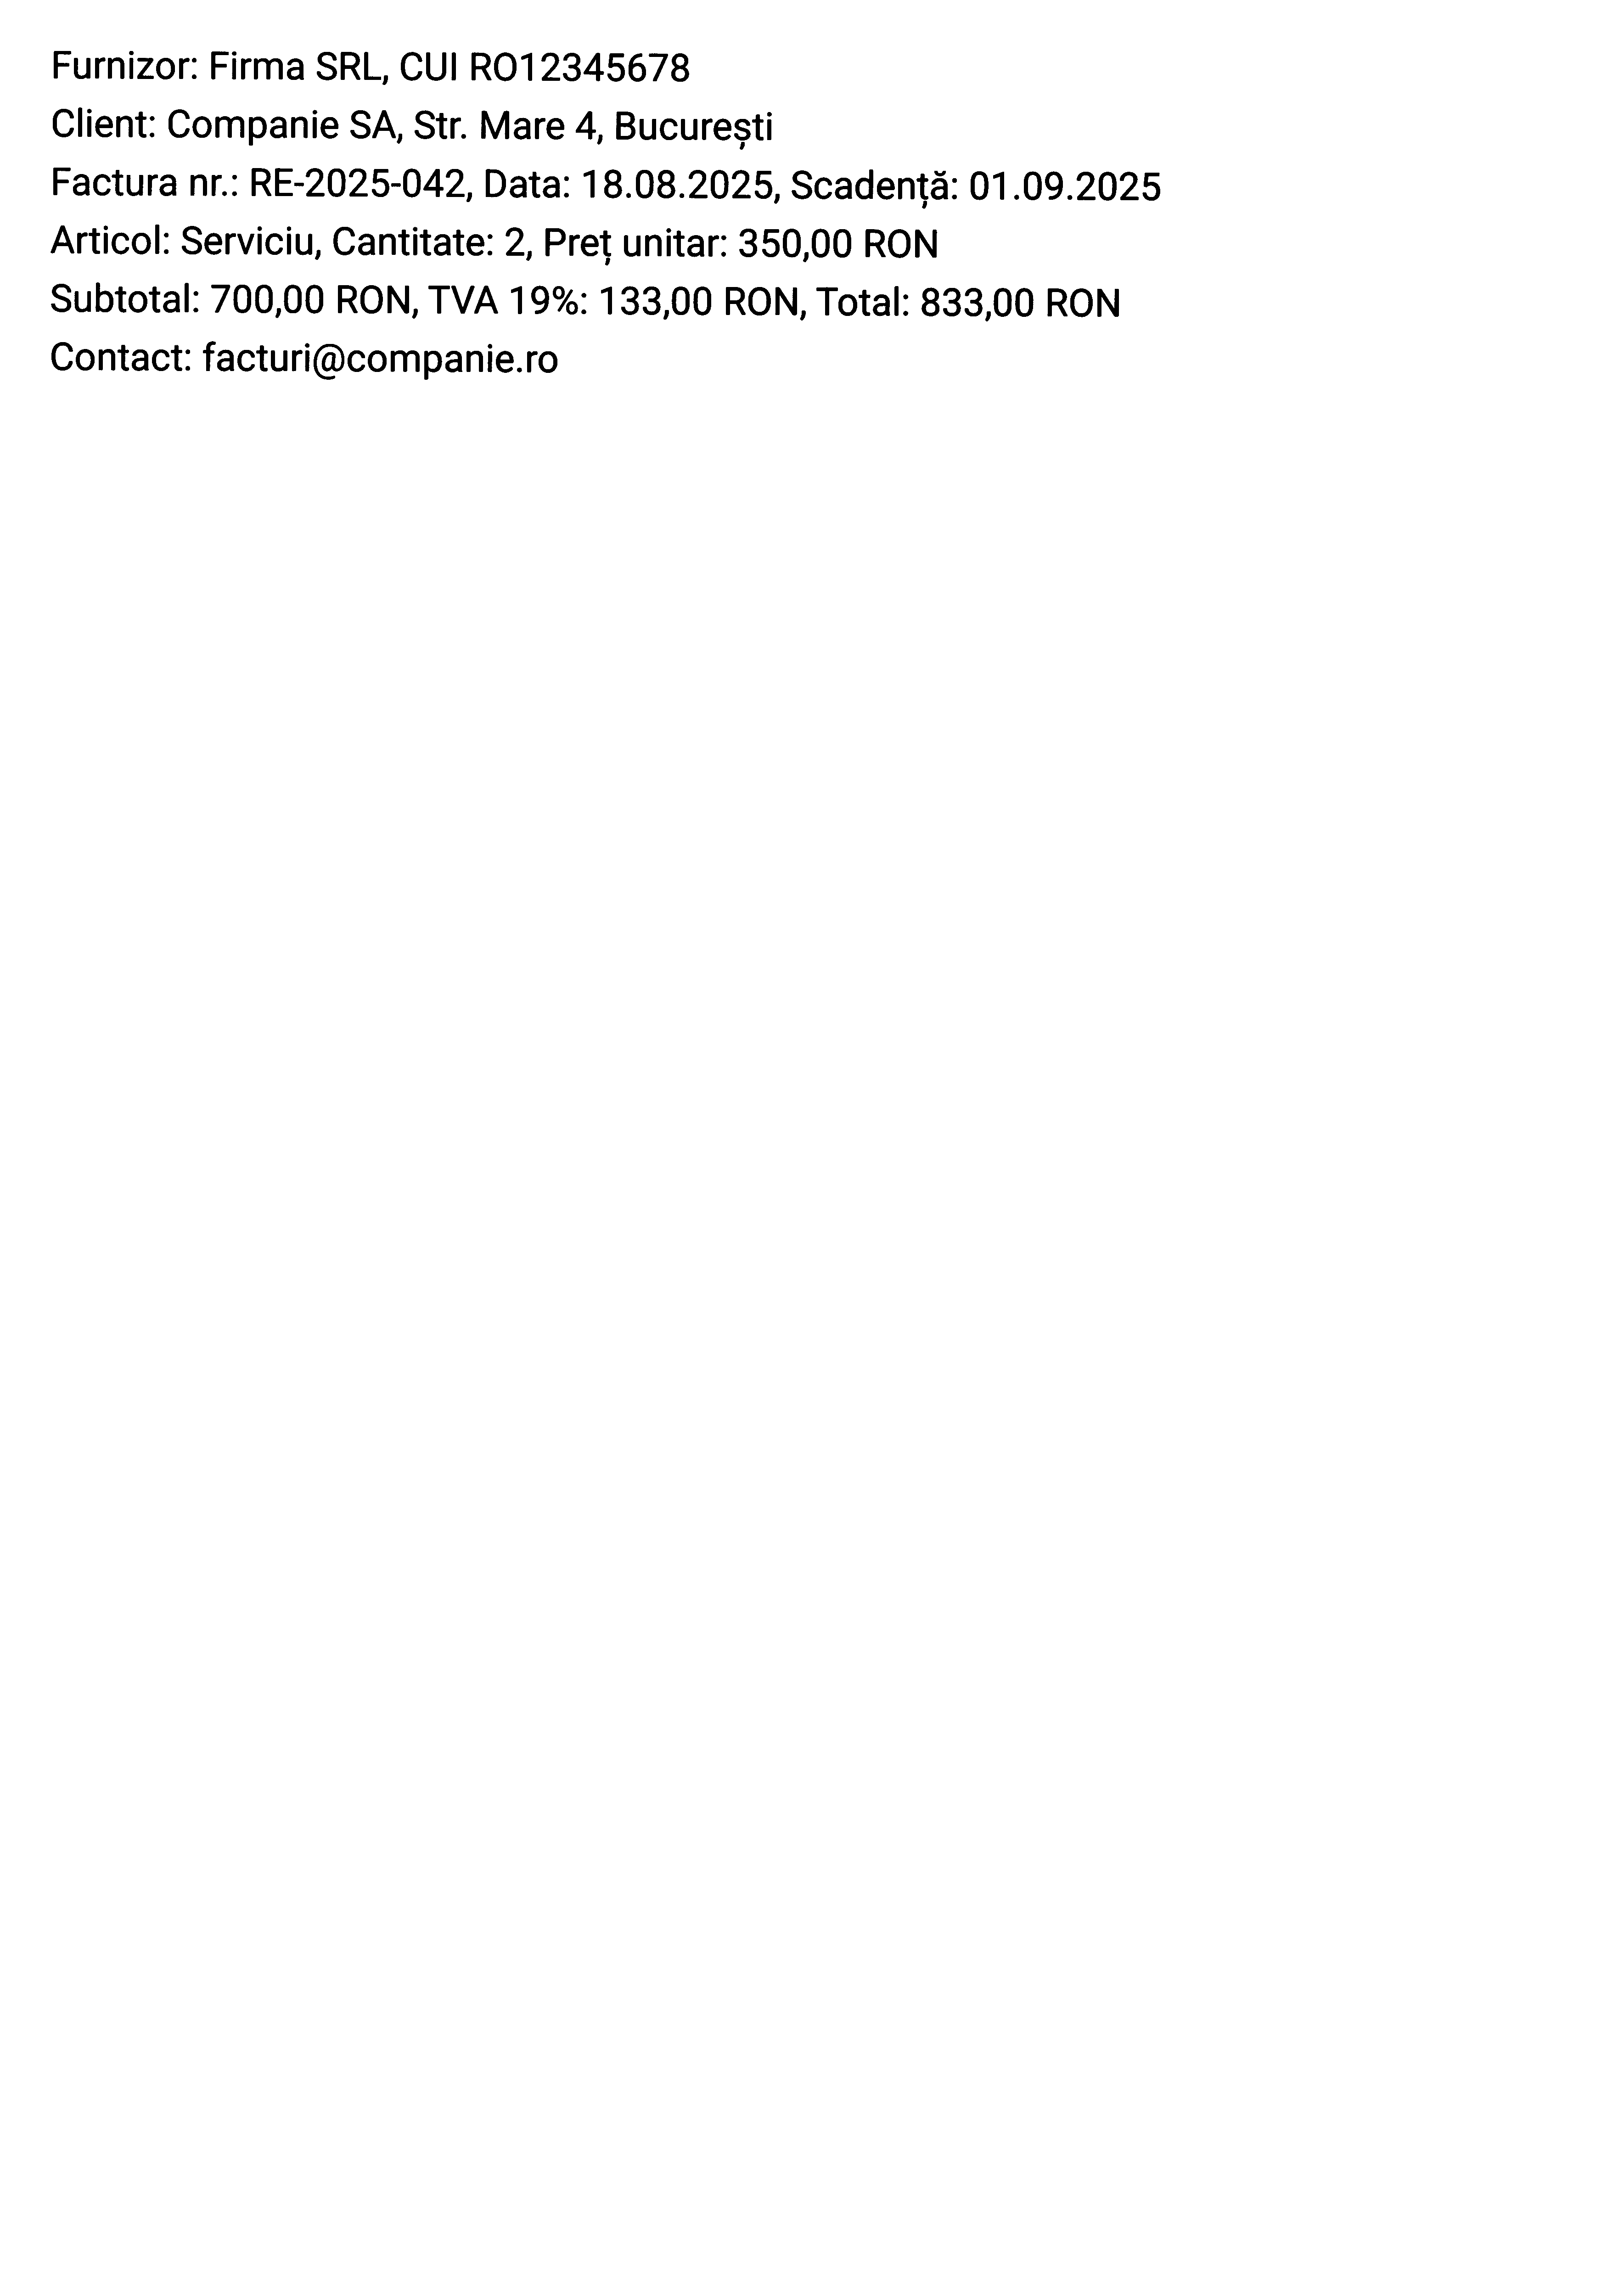 Furnizor: Firma SRL, CUI RO12345678
Client: Companie SA, Str. Mare 4, București
Factura nr.: RE-2025-042, Data: 18.08.2025, Scadență: 01.09.2025
Articol: Serviciu, Cantitate: 2, Preț unitar: 350,00 RON
Subtotal: 700,00 RON, TVA 19%: 133,00 RON, Total: 833,00 RON
Contact: facturi@companie.ro